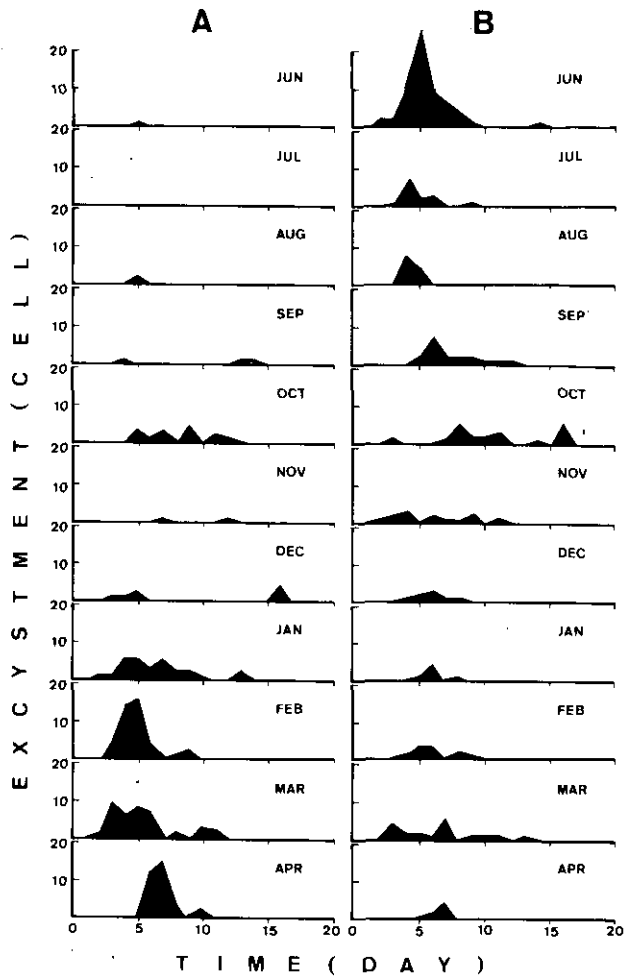 A B
20 JUN JUN
10
20 JUL JUL
10
20 AUG AUG
10
20 SEP SEP
10
20 OCT OCT
10
20 NOV NOV
10
20 DEC DEC
10
20 JAN JAN
10
20 FEB FEB
10
20 MAR MAR
10
20 APR APR
10
0 5 10 15 20 0 5 10 15 20
EXCYSTMENT (CELL)
TIME (DAY)